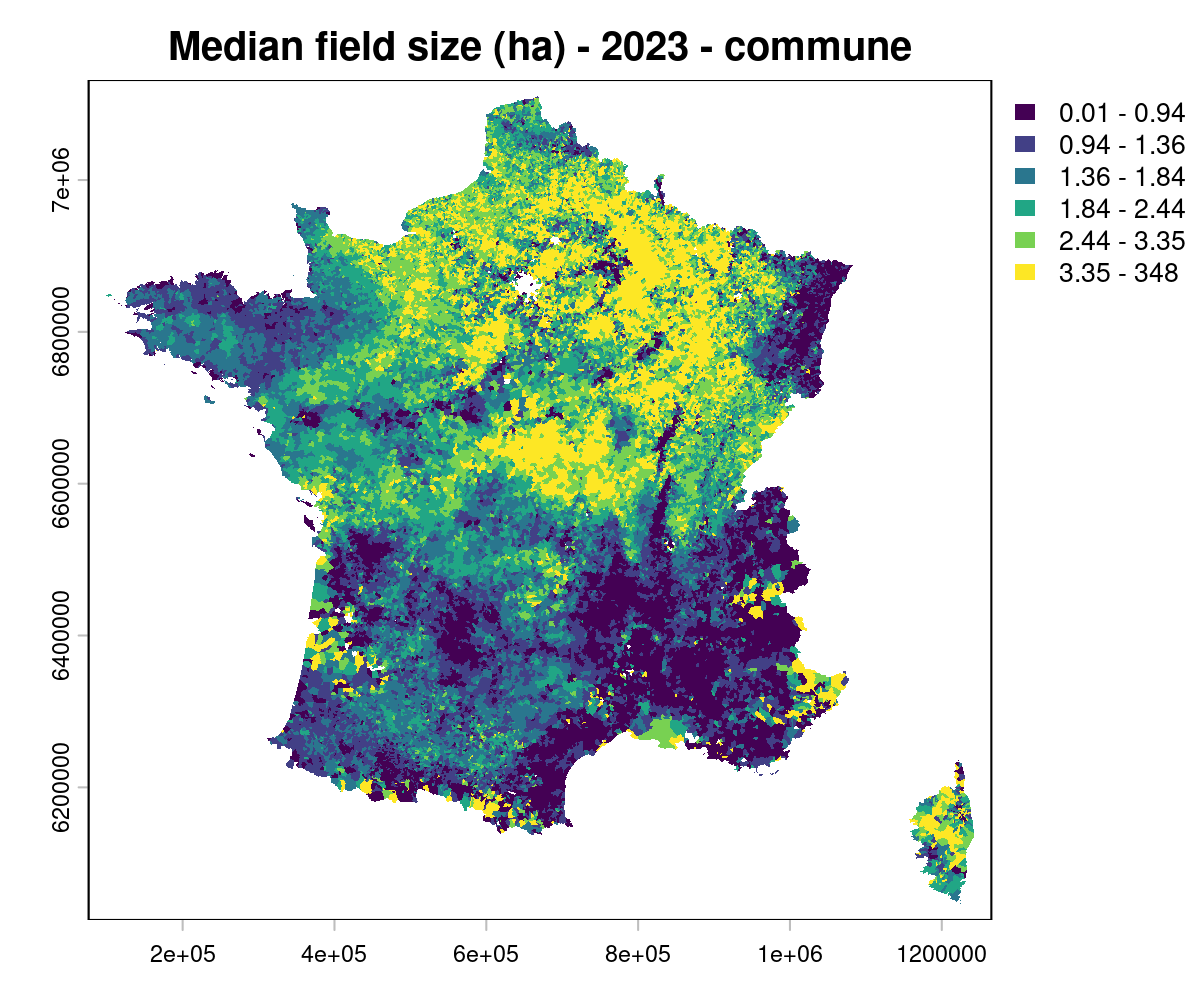 Median field size (ha) - 2023 - commune
0.01 - 0.94
0.94 - 1.36
1.36 - 1.84
1.84 - 2.44
2.44 - 3.35
3.35 - 348
7e+06
6800000
6600000
6400000
6200000
2e+05 4e+05 6e+05 8e+05 1e+06 1200000